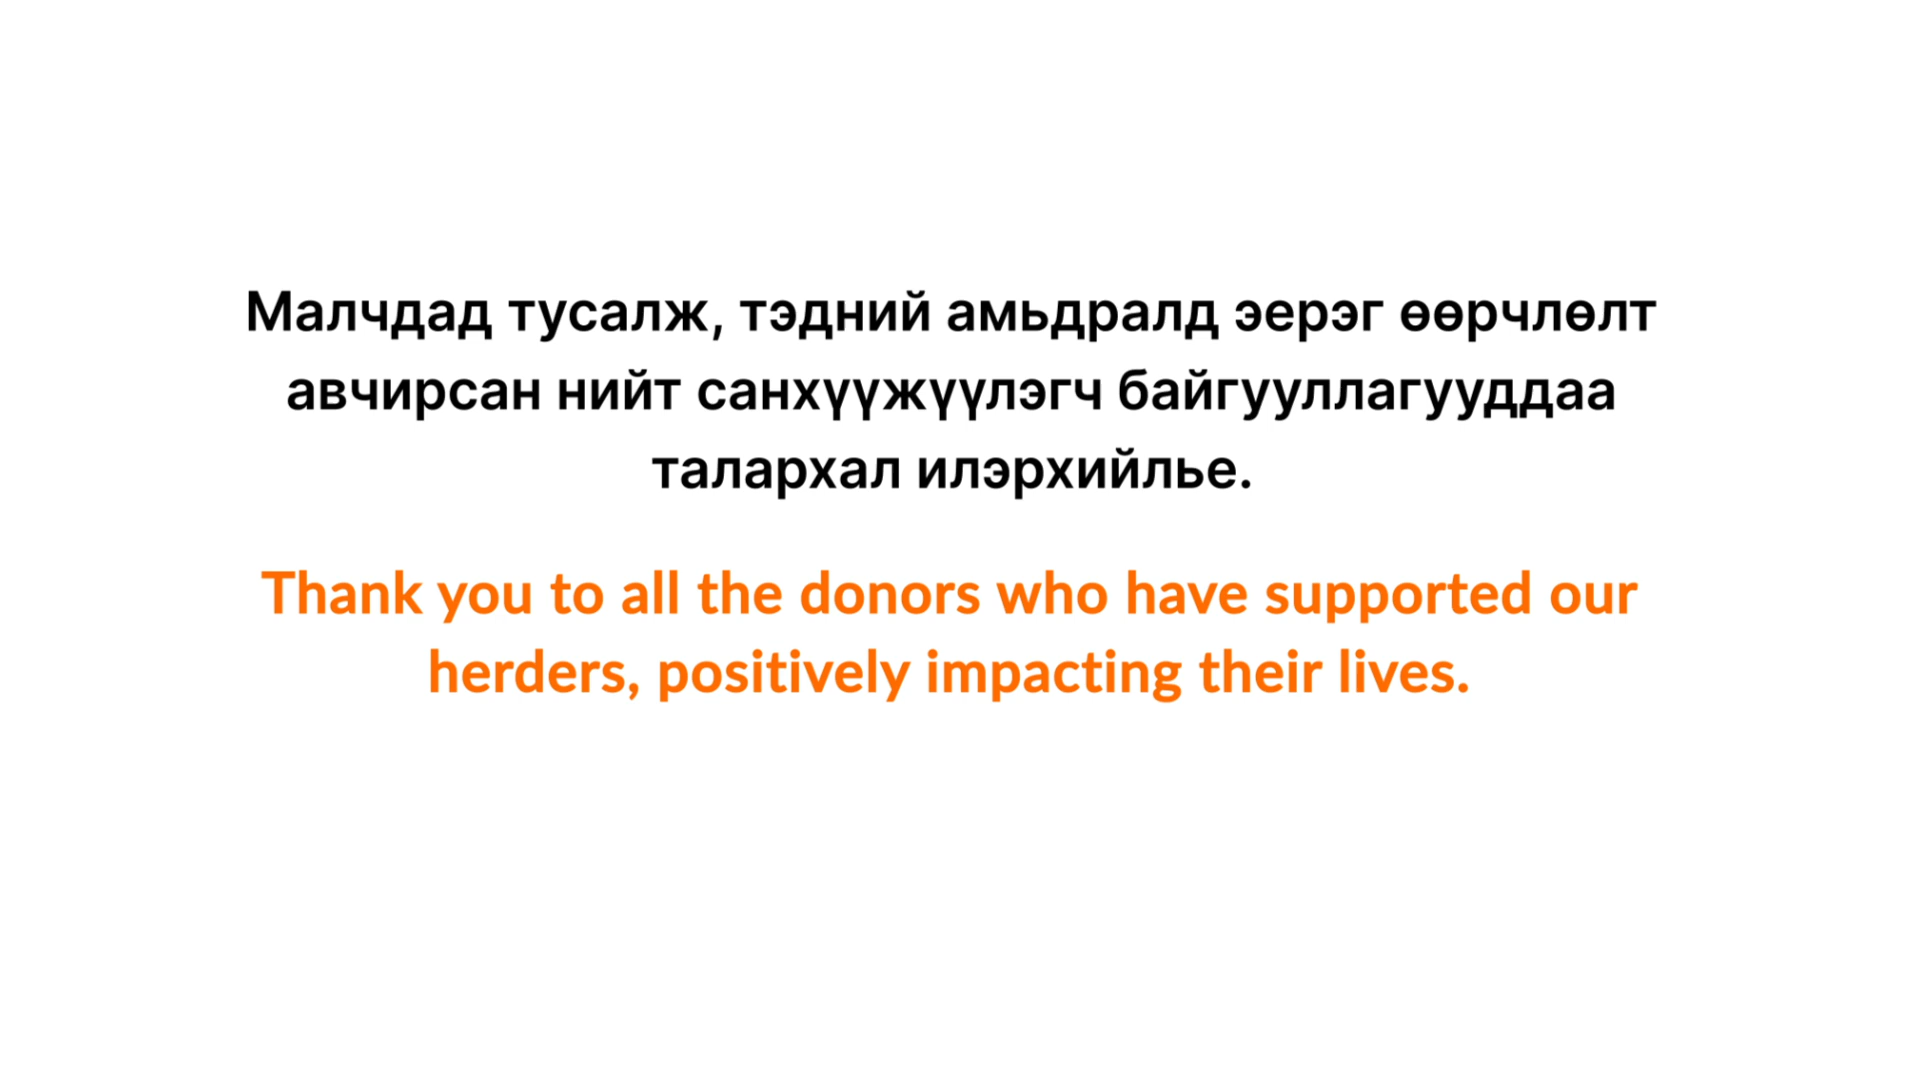 Малчдад тусалж, тэдний амьдралд эерэг өөрчлөлт
авчирсан нийт санхүүжүүлэгч байгууллагууддаа
талархал илэрхийлье.
Thank you to all the donors who have supported our
herders, positively impacting their lives.